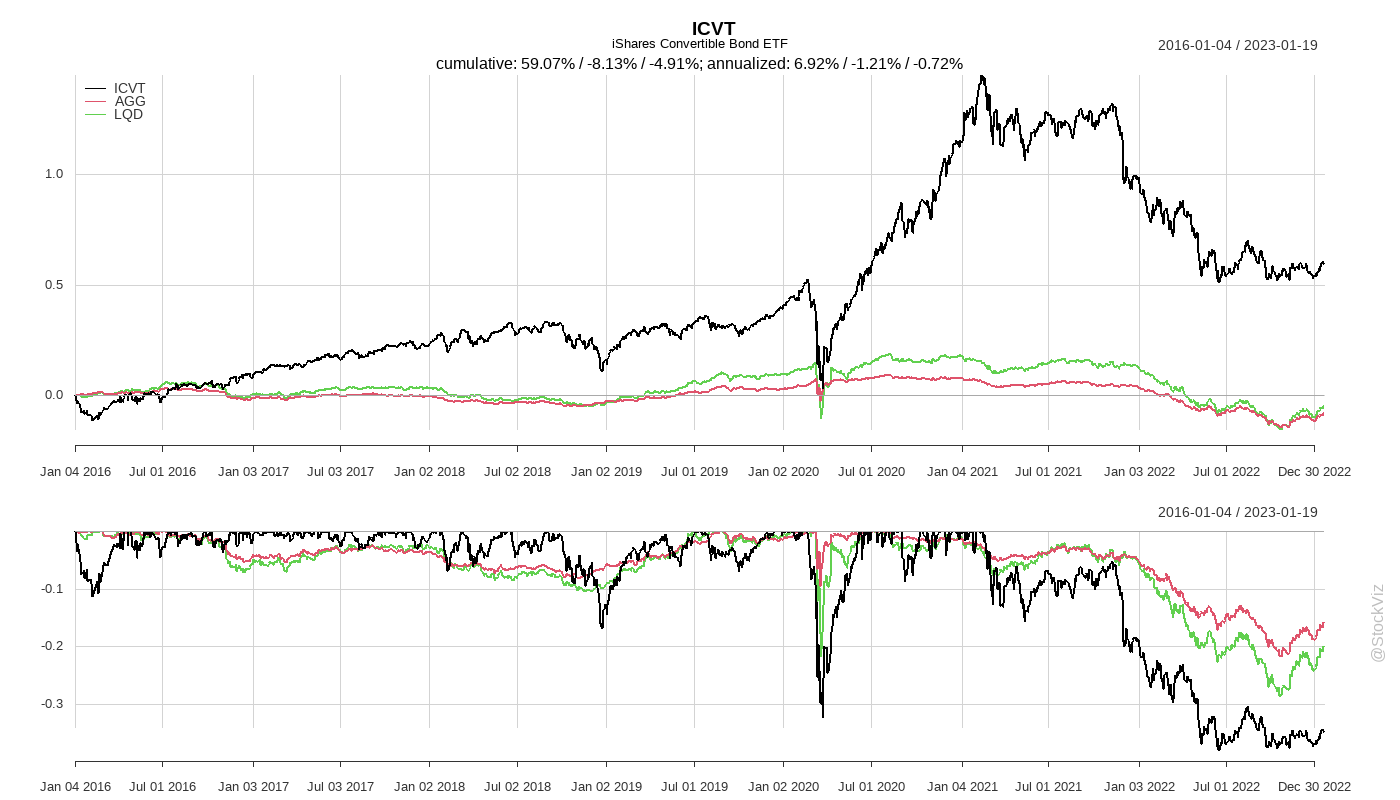 ICVT
iShares Convertible Bond ETF
2016-01-04 / 2023-01-19
cumulative: 59.07% / -8.13% / -4.91%; annualized: 6.92% / -1.21% / -0.72%
ICVT
AGG
LQD
1.0
0.5
0.0
Jan 04 2016 Jul 01 2016 Jan 03 2017 Jul 03 2017 Jan 02 2018 Jul 02 2018 Jan 02 2019 Jul 01 2019 Jan 02 2020 Jul 01 2020 Jan 04 2021 Jul 01 2021 Jan 03 2022 Jul 01 2022 Dec 30 2022
2016-01-04 / 2023-01-19
-0.1
-0.2
-0.3
Jan 04 2016 Jul 01 2016 Jan 03 2017 Jul 03 2017 Jan 02 2018 Jul 02 2018 Jan 02 2019 Jul 01 2019 Jan 02 2020 Jul 01 2020 Jan 04 2021 Jul 01 2021 Jan 03 2022 Jul 01 2022 Dec 30 2022
@StockViz